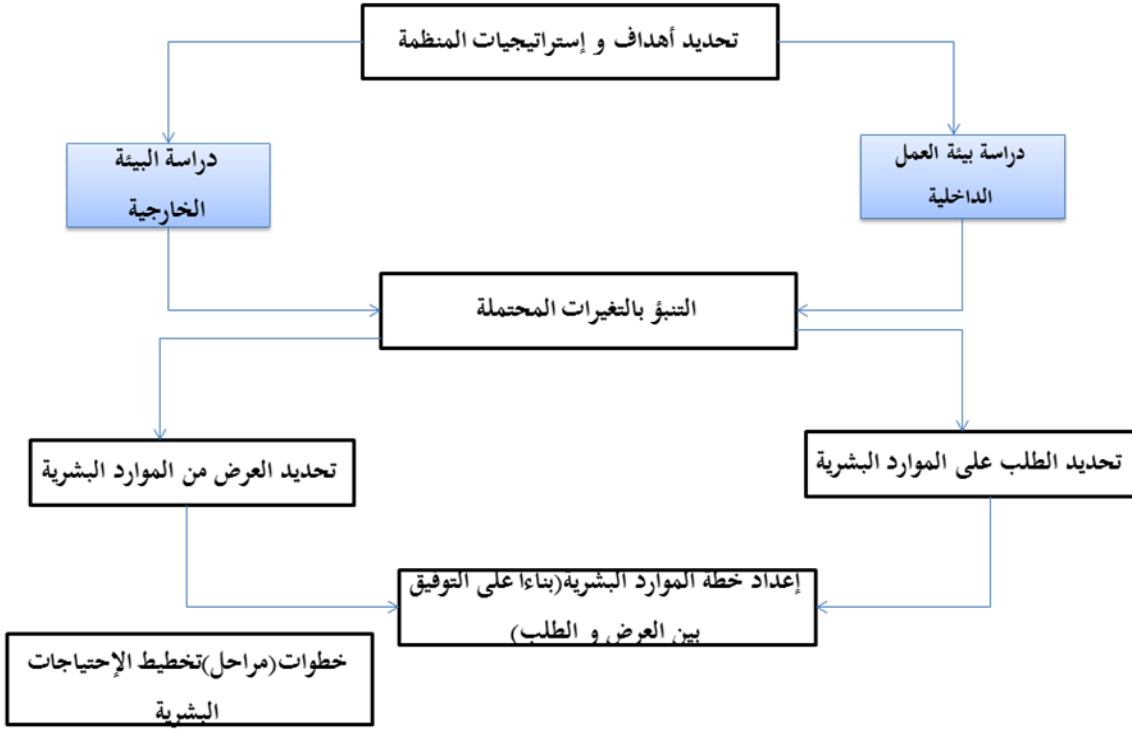 تحديد أهداف و إستراتيجيات المنظمة
دراسة بيئة العمل
الداخلية
دراسة البيئة
الخارجية
التنبؤ بالتغيرات المحتملة
تحديد الطلب على الموارد البشرية
تحديد العرض من الموارد البشرية
إعداد خطة الموارد البشرية(بناءا على التوفيق
بين العرض و الطلب)
خطوات(مراحل)تخطيط الإحتياجات
البشرية